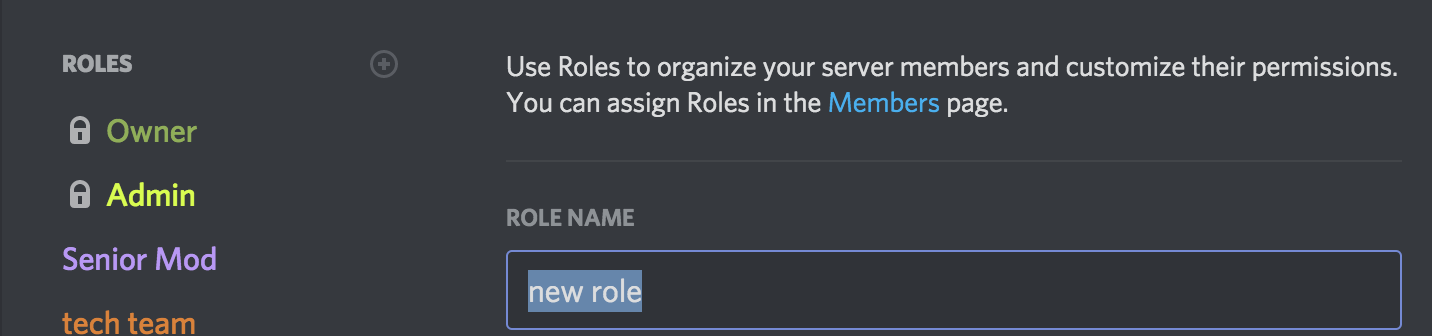 ROLES
Owner
Admin
Senior Mod
tech team
Use Roles to organize your server members and customize their permissions.
You can assign Roles in the Members page.
ROLE NAME
new role